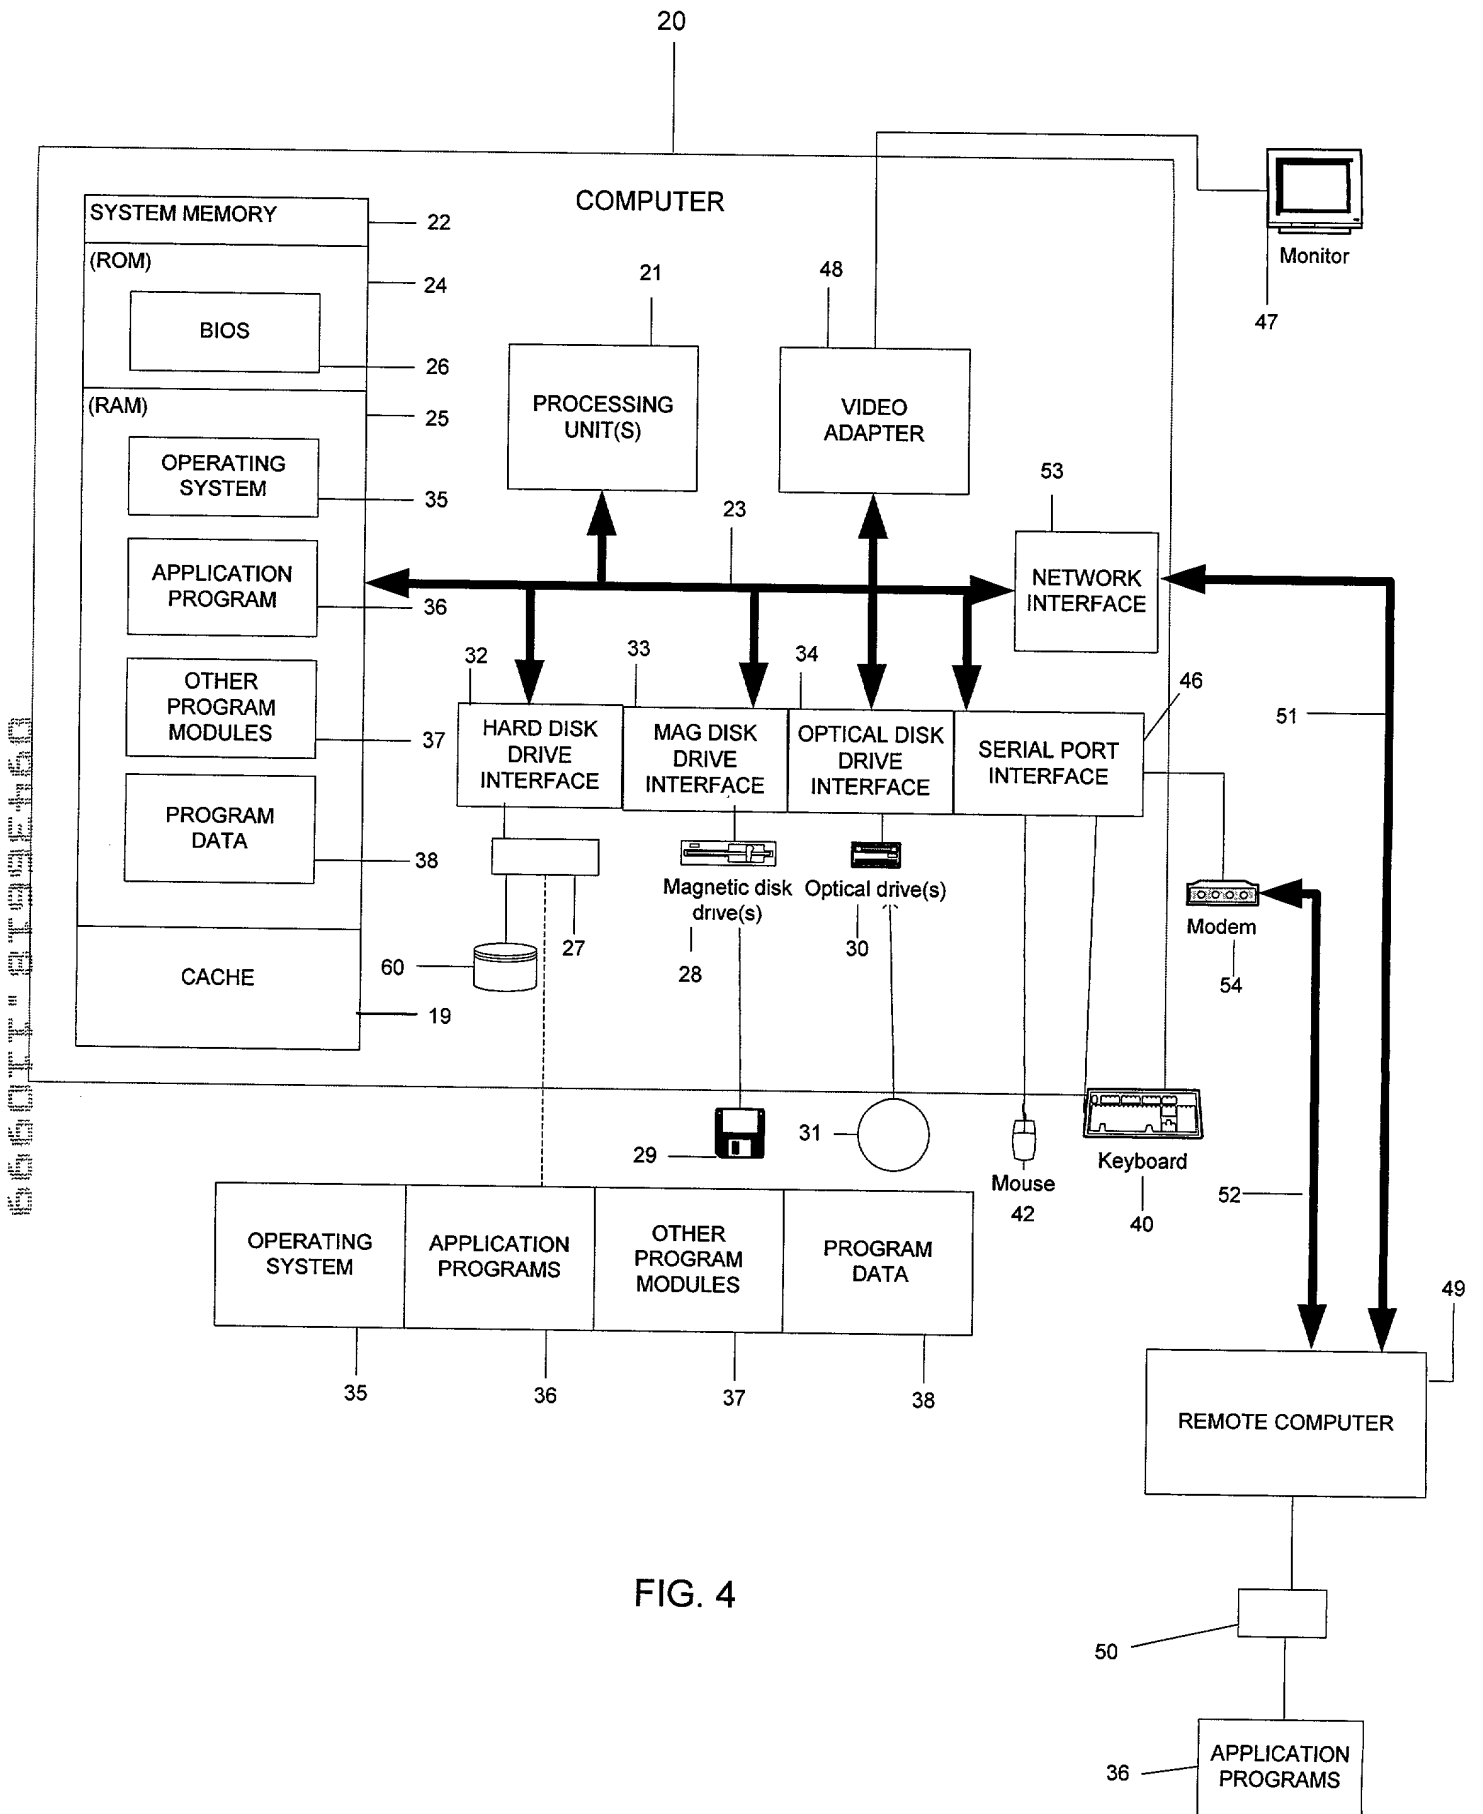 20
COMPUTER
SYSTEM MEMORY
22
(ROM)
24
BIOS
26
(RAM)
25
OPERATING
SYSTEM
35
APPLICATION
PROGRAM
36
OTHER
PROGRAM
MODULES
37
PROGRAM
DATA
38
CACHE
19
21
PROCESSING
UNIT(S)
48
VIDEO
ADAPTER
Monitor
47
23
53
NETWORK
INTERFACE
32
HARD DISK
DRIVE
INTERFACE
33
MAG DISK
DRIVE
INTERFACE
34
OPTICAL DISK
DRIVE
INTERFACE
46
SERIAL PORT
INTERFACE
51
27
60
Magnetic disk
drive(s)
28
Optical drive(s)
30
Modem
54
29
31
Mouse
42
Keyboard
40
52
OPERATING
SYSTEM
APPLICATION
PROGRAMS
OTHER
PROGRAM
MODULES
PROGRAM
DATA
35
36
37
38
49
REMOTE COMPUTER
FIG. 4
50
36
APPLICATION
PROGRAMS